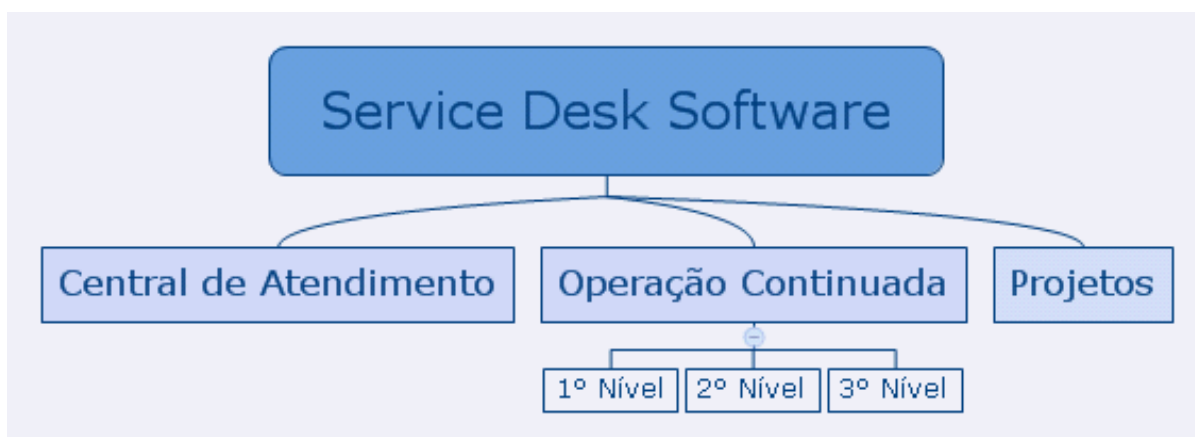 Service Desk Software
Central de Atendimento
Operação Continuada
Projetos
1º Nível
2º Nível
3º Nível